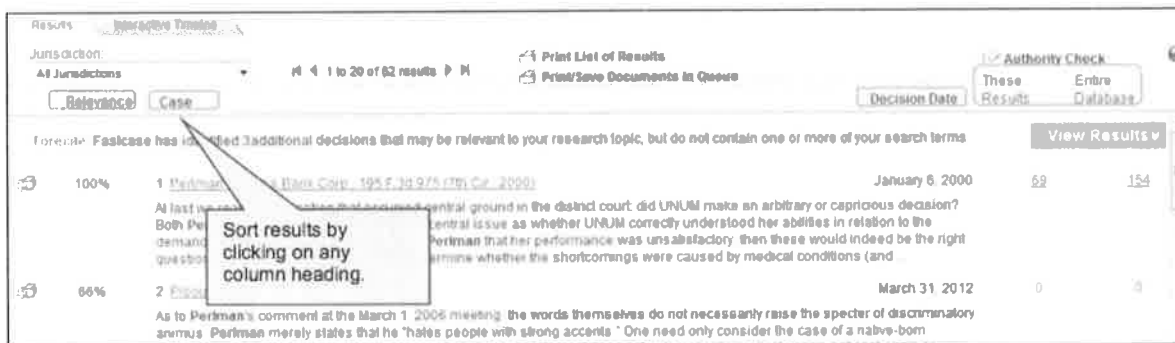 Results Interactive Timeline
Jurisdiction:
All Jurisdictions
1 to 20 of 62 results
Print List of Results
Print/Save Documents in Queue
Authority Check
These Results
Entire Database
Relevance Case Decision Date
Forecite Fastcase has identified 3 additional decisions that may be relevant to your research topic, but do not contain one or more of your search terms
View Results
100% 1 Perlman Bank Corp., 195 F.3d 975 (7th Cir., 2000) January 6, 2000 69 154
At last we central ground in the district court: did UNUM make an arbitrary or capricious decision?
Both central issue as whether UNUM correctly understood her abilities in relation to the
demand Perlman that her performance was unsatisfactory, then these would indeed be the right
question whether the shortcomings were caused by medical conditions (and
Sort results by
clicking on any
column heading.
66% 2 March 31, 2012 0 0
As to Perlman's comment at the March 1, 2006 meeting, the words themselves do not necessarily raise the specter of discriminatory
animus. Perlman merely states that he "hates people with strong accents." One need only consider the case of a native-born